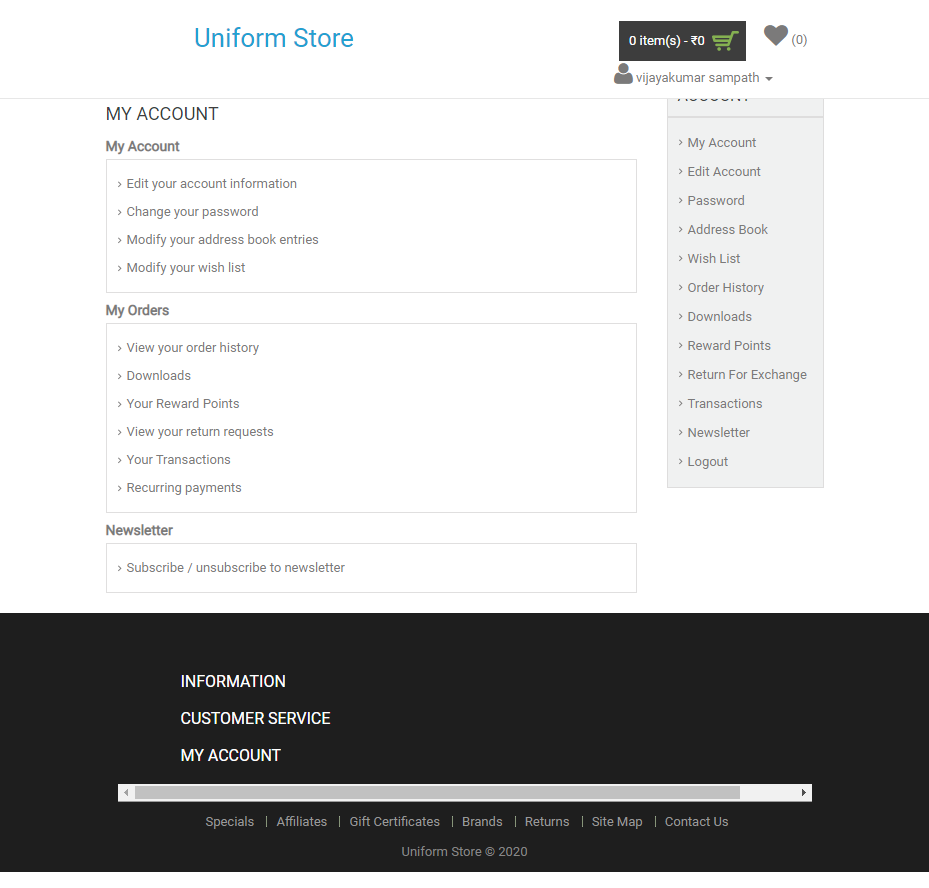 Uniform Store
0 item(s) - ₹0
(0)
vijayakumar sampath
MY ACCOUNT
My Account
› Edit your account information
› Change your password
› Modify your address book entries
› Modify your wish list
My Orders
› View your order history
› Downloads
› Your Reward Points
› View your return requests
› Your Transactions
› Recurring payments
Newsletter
› Subscribe / unsubscribe to newsletter
ACCOUNT
› My Account
› Edit Account
› Password
› Address Book
› Wish List
› Order History
› Downloads
› Reward Points
› Return For Exchange
› Transactions
› Newsletter
› Logout
INFORMATION
CUSTOMER SERVICE
MY ACCOUNT
Specials | Affiliates | Gift Certificates | Brands | Returns | Site Map | Contact Us
Uniform Store © 2020